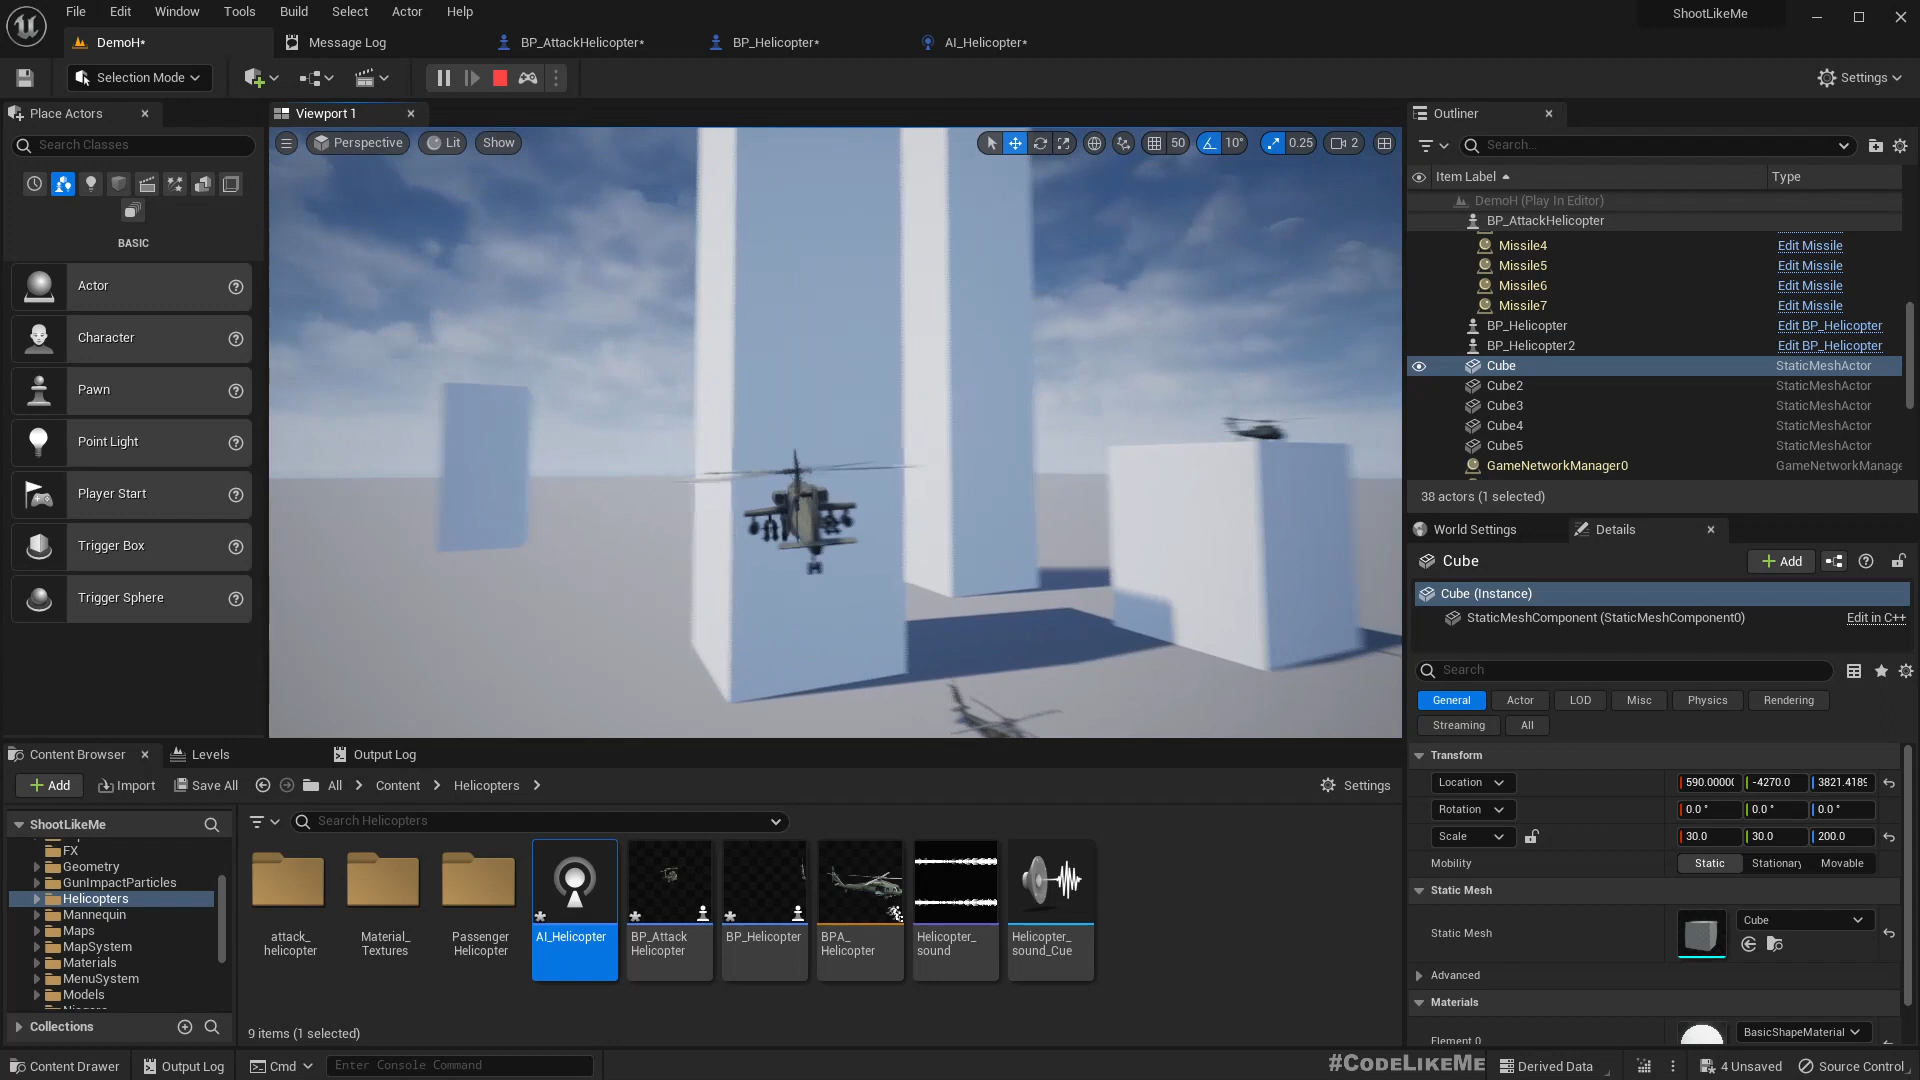 File Edit Window Tools Build Select Actor Help
ShootLikeMe
DemoH* Message Log BP_AttackHelicopter* BP_Helicopter* AI_Helicopter*
Selection Mode
Settings
Place Actors
Viewport 1
Outliner
Search Classes
Perspective Lit Show
50 10° 0.25 2
Search...
Item Label Type
DemoH (Play In Editor)
BP_AttackHelicopter
Missile4 Edit Missile
Missile5 Edit Missile
Missile6 Edit Missile
Missile7 Edit Missile
BP_Helicopter Edit BP_Helicopter
BP_Helicopter2 Edit BP_Helicopter
Cube StaticMeshActor
Cube2 StaticMeshActor
Cube3 StaticMeshActor
Cube4 StaticMeshActor
Cube5 StaticMeshActor
GameNetworkManager0 GameNetworkManage
38 actors (1 selected)
BASIC
Actor
Character
Pawn
Point Light
Player Start
Trigger Box
Trigger Sphere
World Settings Details
Cube
Add
Cube (Instance)
StaticMeshComponent (StaticMeshComponent0) Edit in C++
Search
General Actor LOD Misc Physics Rendering
Streaming All
Transform
Location 590.0000 -4270.0 3821.4189
Rotation 0.0 ° 0.0 ° 0.0 °
Scale 30.0 30.0 200.0
Mobility Static Stationary Movable
Static Mesh
Static Mesh Cube
Advanced
Materials
Element 0 BasicShapeMaterial
Content Browser Levels Output Log
Add Import Save All All Content Helicopters Settings
ShootLikeMe
Search Helicopters
FX
Geometry
GunImpactParticles
Helicopters
Mannequin
Maps
MapSystem
Materials
MenuSystem
Models
Collections
attack_
helicopter
Material_
Textures
Passenger
Helicopter
AI_Helicopter
BP_Attack
Helicopter
BP_Helicopter
BPA_
Helicopter
Helicopter_
sound
Helicopter_
sound_Cue
9 items (1 selected)
Content Drawer Output Log Cmd Enter Console Command
#CODELIKEME
Derived Data 4 Unsaved Source Control